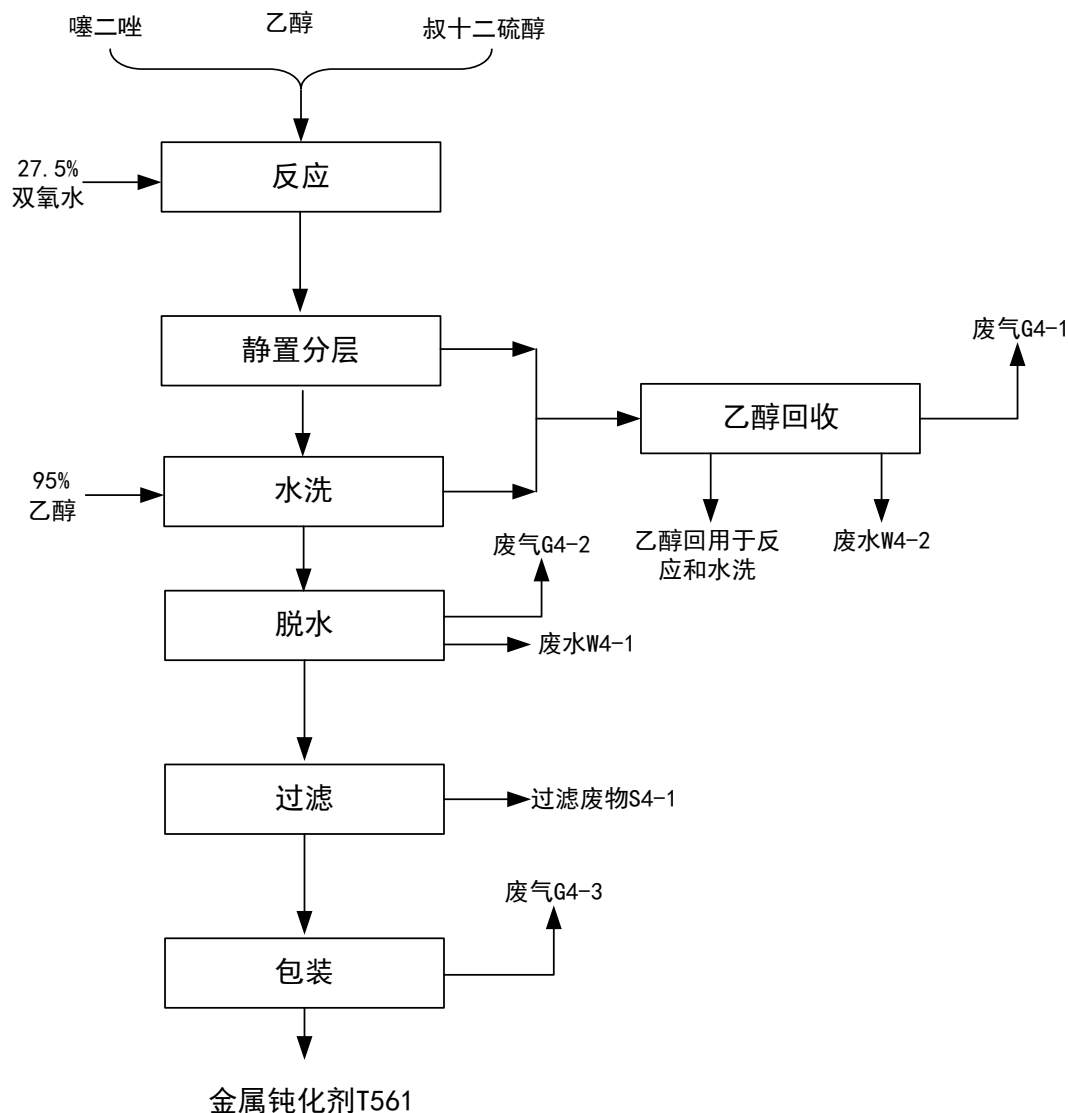 噻二唑
乙醇
叔十二硫醇
27.5%
双氧水
反应
静置分层
废气G4-1
乙醇回收
95%
乙醇
水洗
乙醇回用于反
应和水洗
废水W4-2
废气G4-2
脱水
废水W4-1
过滤
过滤废物S4-1
废气G4-3
包装
金属钝化剂T561